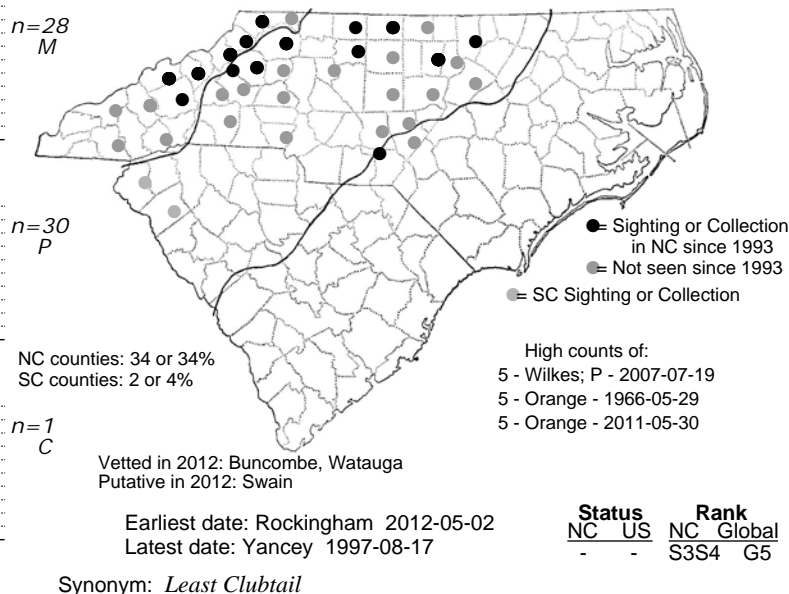 n=28
M
n=30
P
n=1
C
●= Sighting or Collection
in NC since 1993
●= Not seen since 1993
●= SC Sighting or Collection
NC counties: 34 or 34%
SC counties: 2 or 4%
High counts of:
5 - Wilkes; P - 2007-07-19
5 - Orange - 1966-05-29
5 - Orange - 2011-05-30
Vetted in 2012: Buncombe, Watauga
Putative in 2012: Swain
Earliest date: Rockingham 2012-05-02
Latest date: Yancey 1997-08-17
Status Rank
NC US NC Global
- - S3S4 G5
Synonym: Least Clubtail